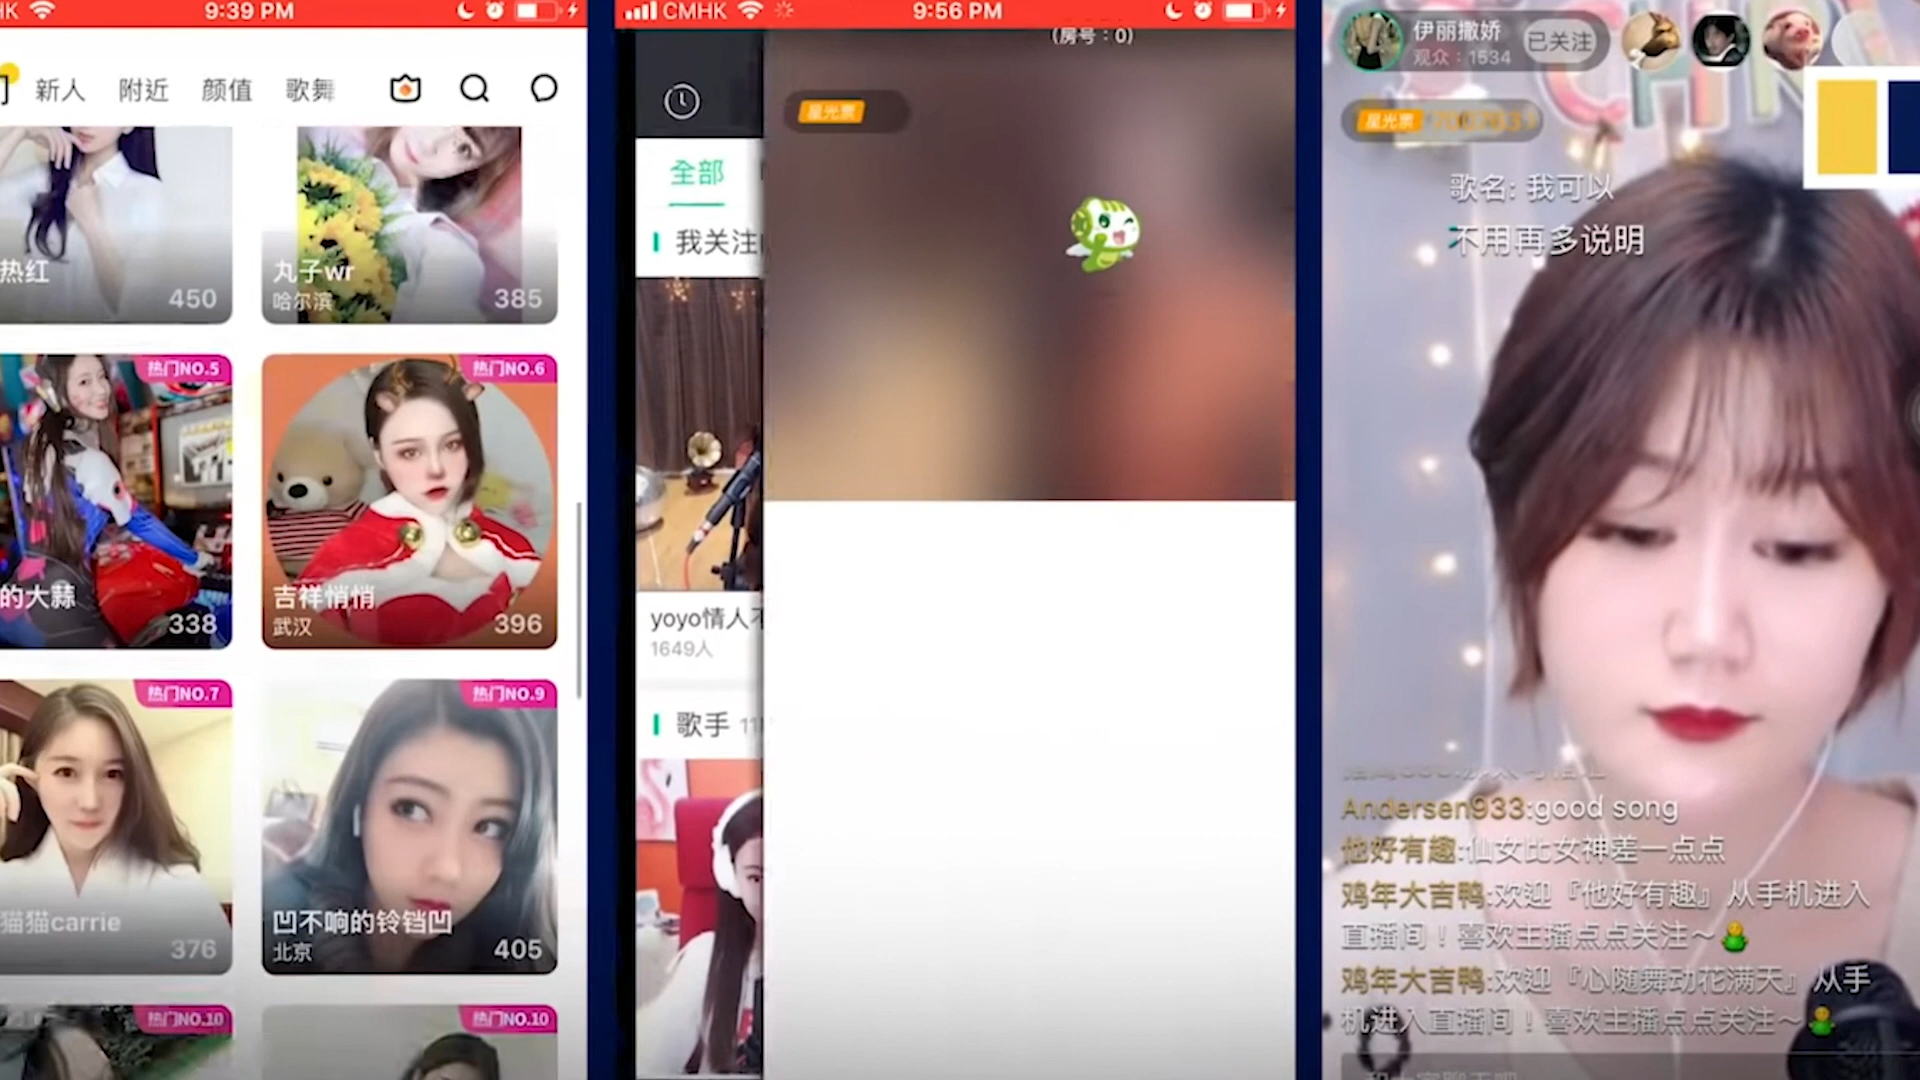 HK 9:39 PM
新人 附近 颜值 歌舞
热红
450
丸子wr
哈尔滨
385
热门NO.5
的大蒜
338
热门NO.6
吉祥悄悄
武汉
396
热门NO.7
猫猫carrie
376
热门NO.9
凹不响的铃铛凹
北京
405
热门NO.10
热门NO.10
CMHK 9:56 PM
(房号：0)
星光票
全部
我关注
yoyo情人不
1649人
歌手
伊丽撒娇
观众：1534
已关注
星光票
歌名: 我可以
不用再多说明
Andersen933:good song
他好有趣:仙女比女神差一点点
鸡年大吉鸭:欢迎『他好有趣』从手机进入
直播间！喜欢主播点点关注~
鸡年大吉鸭:欢迎『心随舞动花满天』从手
机进入直播间！喜欢主播点点关注~